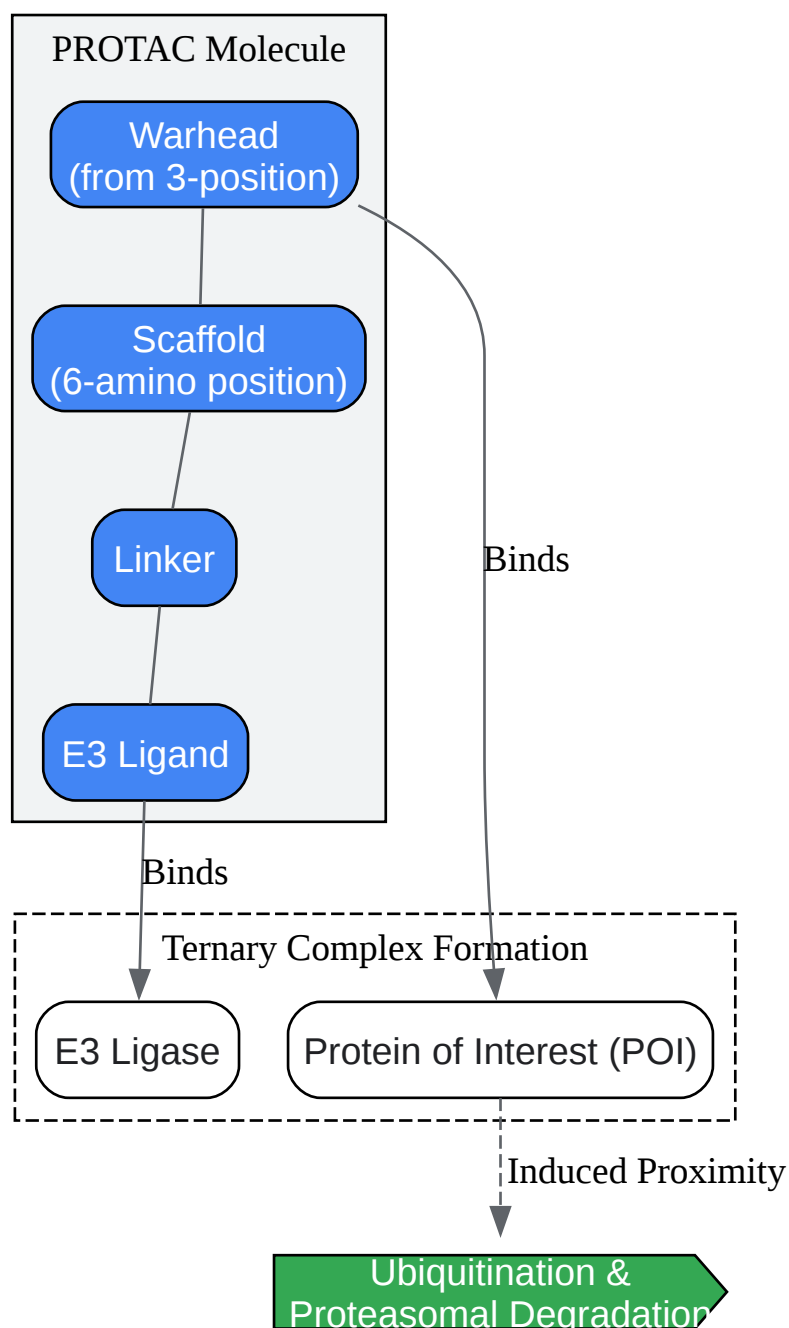 PROTAC Molecule
Warhead
(from 3-position)
Scaffold
(6-amino position)
Linker
Binds
E3 Ligand
Binds
Ternary Complex Formation
E3 Ligase
Protein of Interest (POI)
Induced Proximity
Ubiquitination &
Proteasomal Degradation